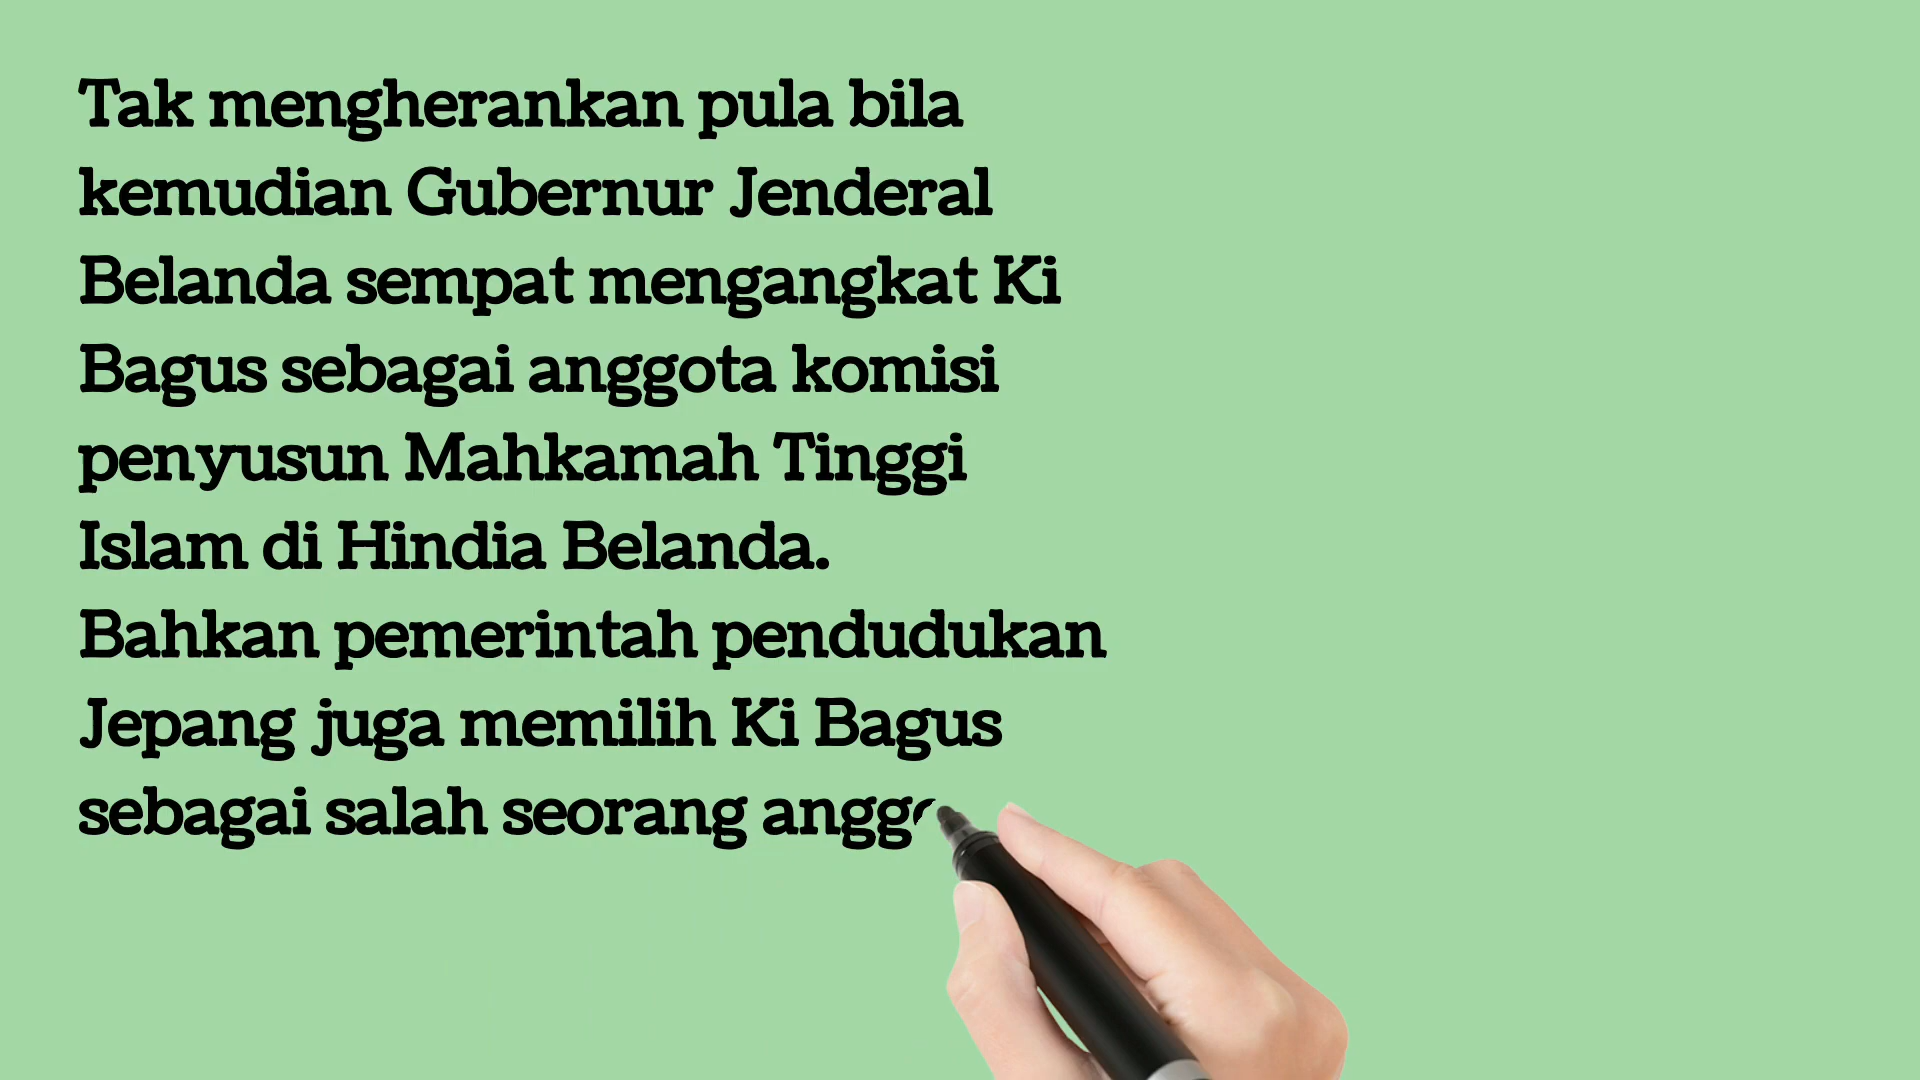 Tak mengherankan pula bila
kemudian Gubernur Jenderal
Belanda sempat mengangkat Ki
Bagus sebagai anggota komisi
penyusun Mahkamah Tinggi
Islam di Hindia Belanda.
Bahkan pemerintah pendudukan
Jepang juga memilih Ki Bagus
sebagai salah seorang anggo